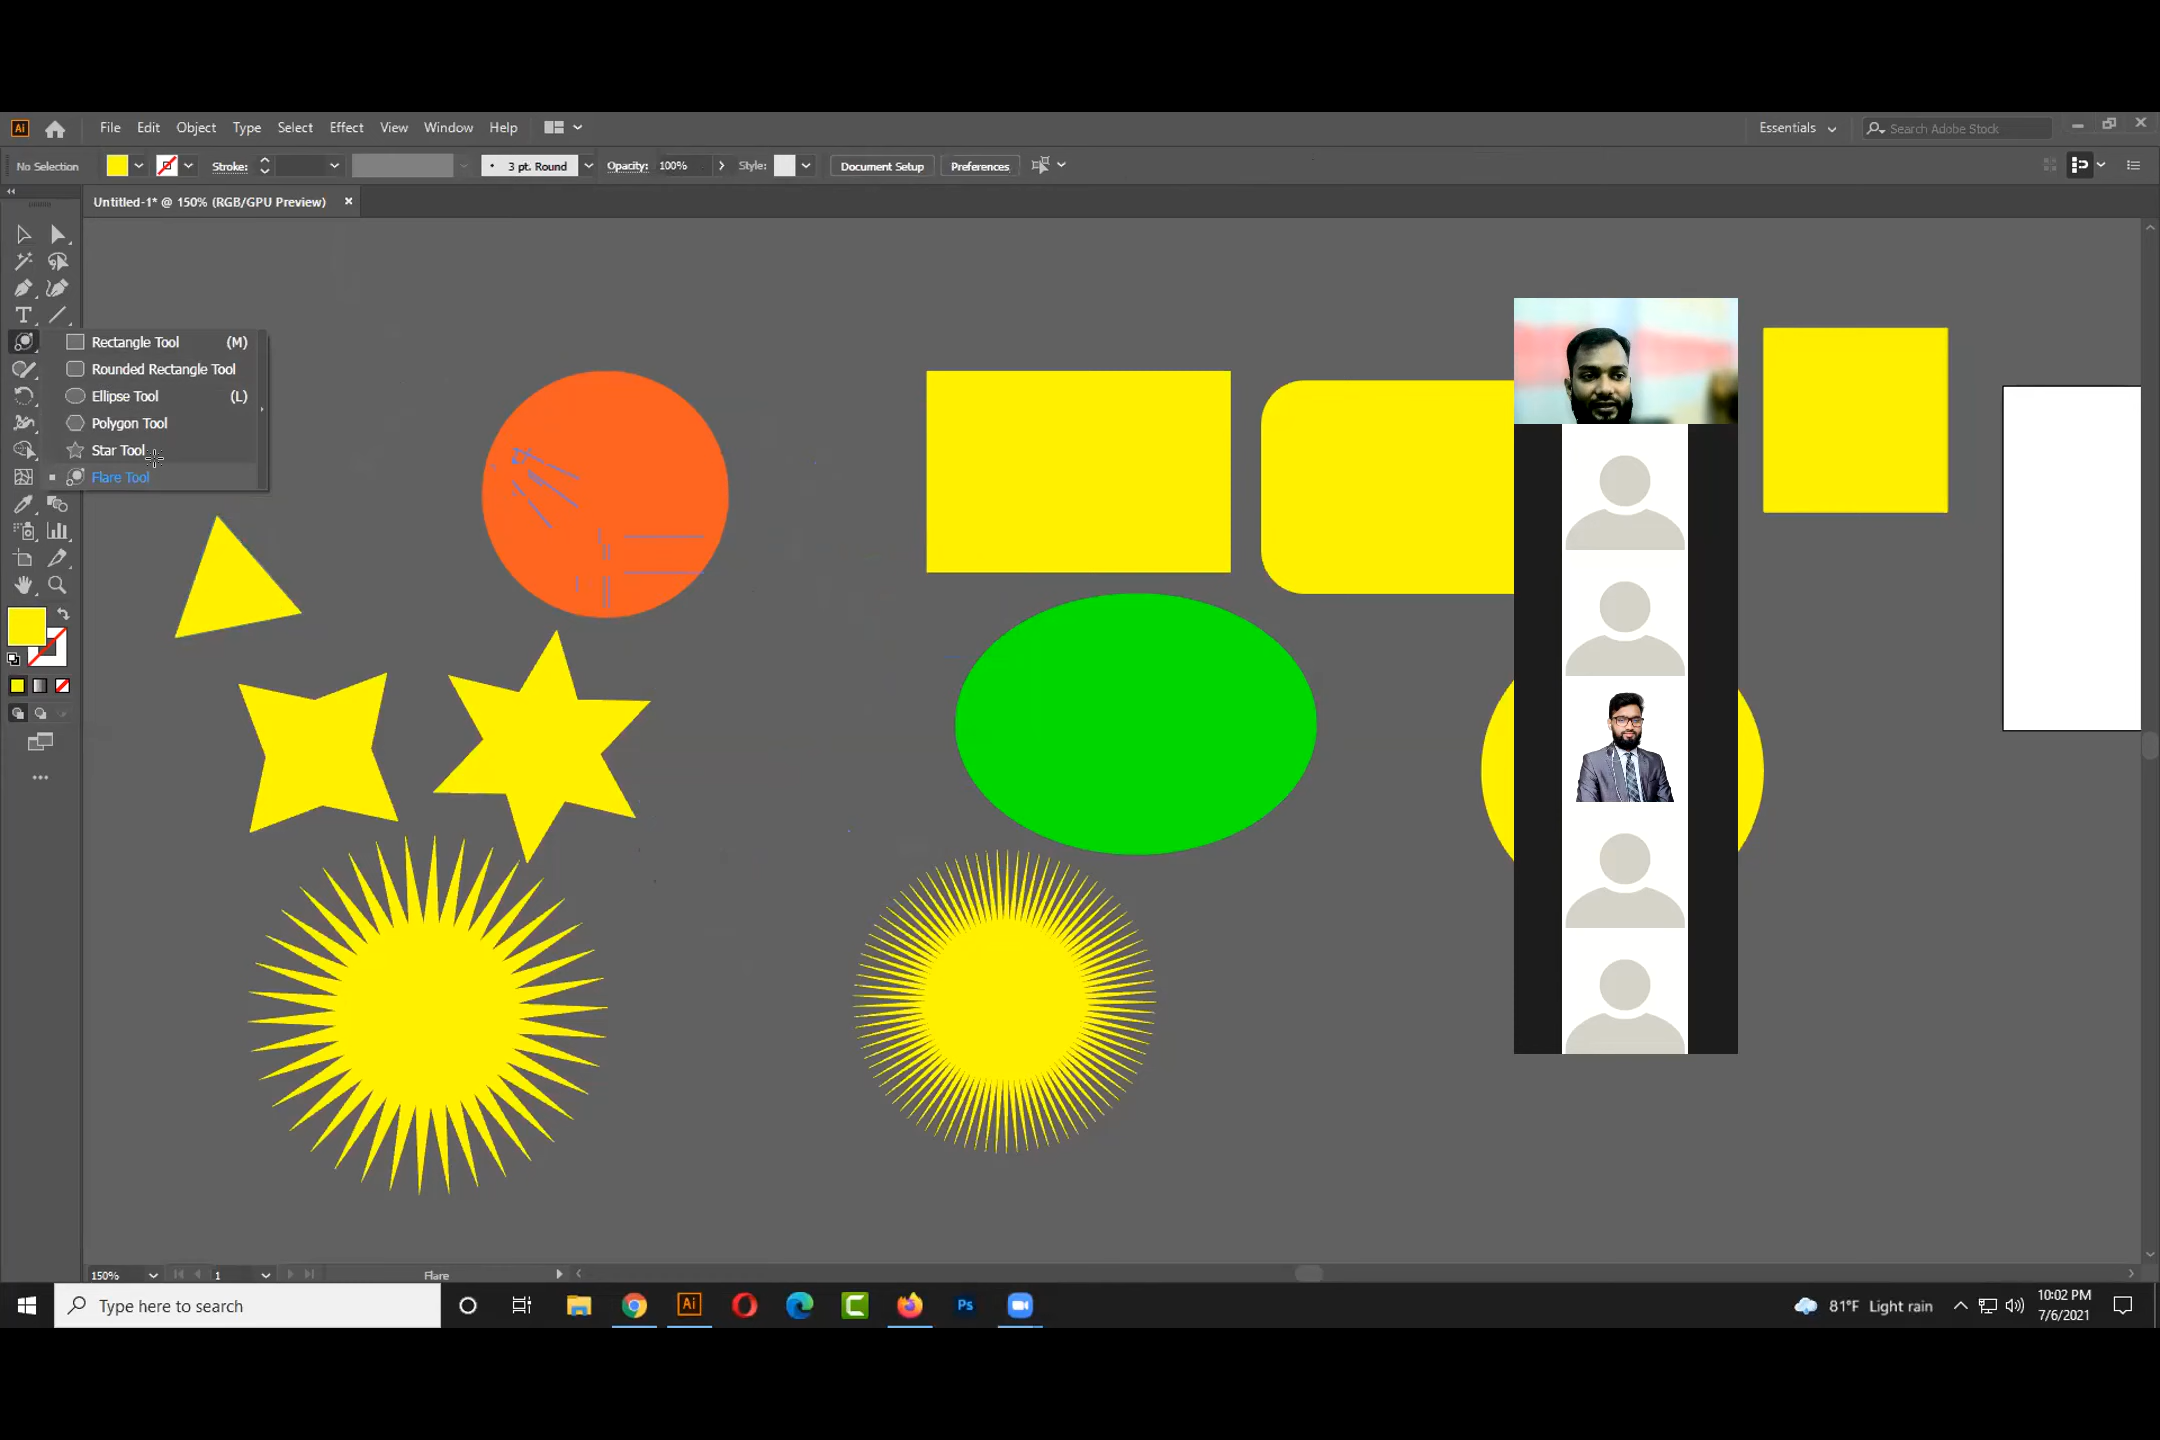 Ai File Edit Object Type Select Effect View Window Help Essentials Search Adobe Stock
No Selection Stroke: 3 pt. Round Opacity: 100% Style: Document Setup Preferences
Untitled-1* @ 150% (RGB/GPU Preview) ×
Rectangle Tool (M)
Rounded Rectangle Tool
Ellipse Tool (L)
Polygon Tool
Star Tool
Flare Tool
150% 1 Flare
Type here to search Ai Ps 81°F Light rain
10:02 PM
7/6/2021